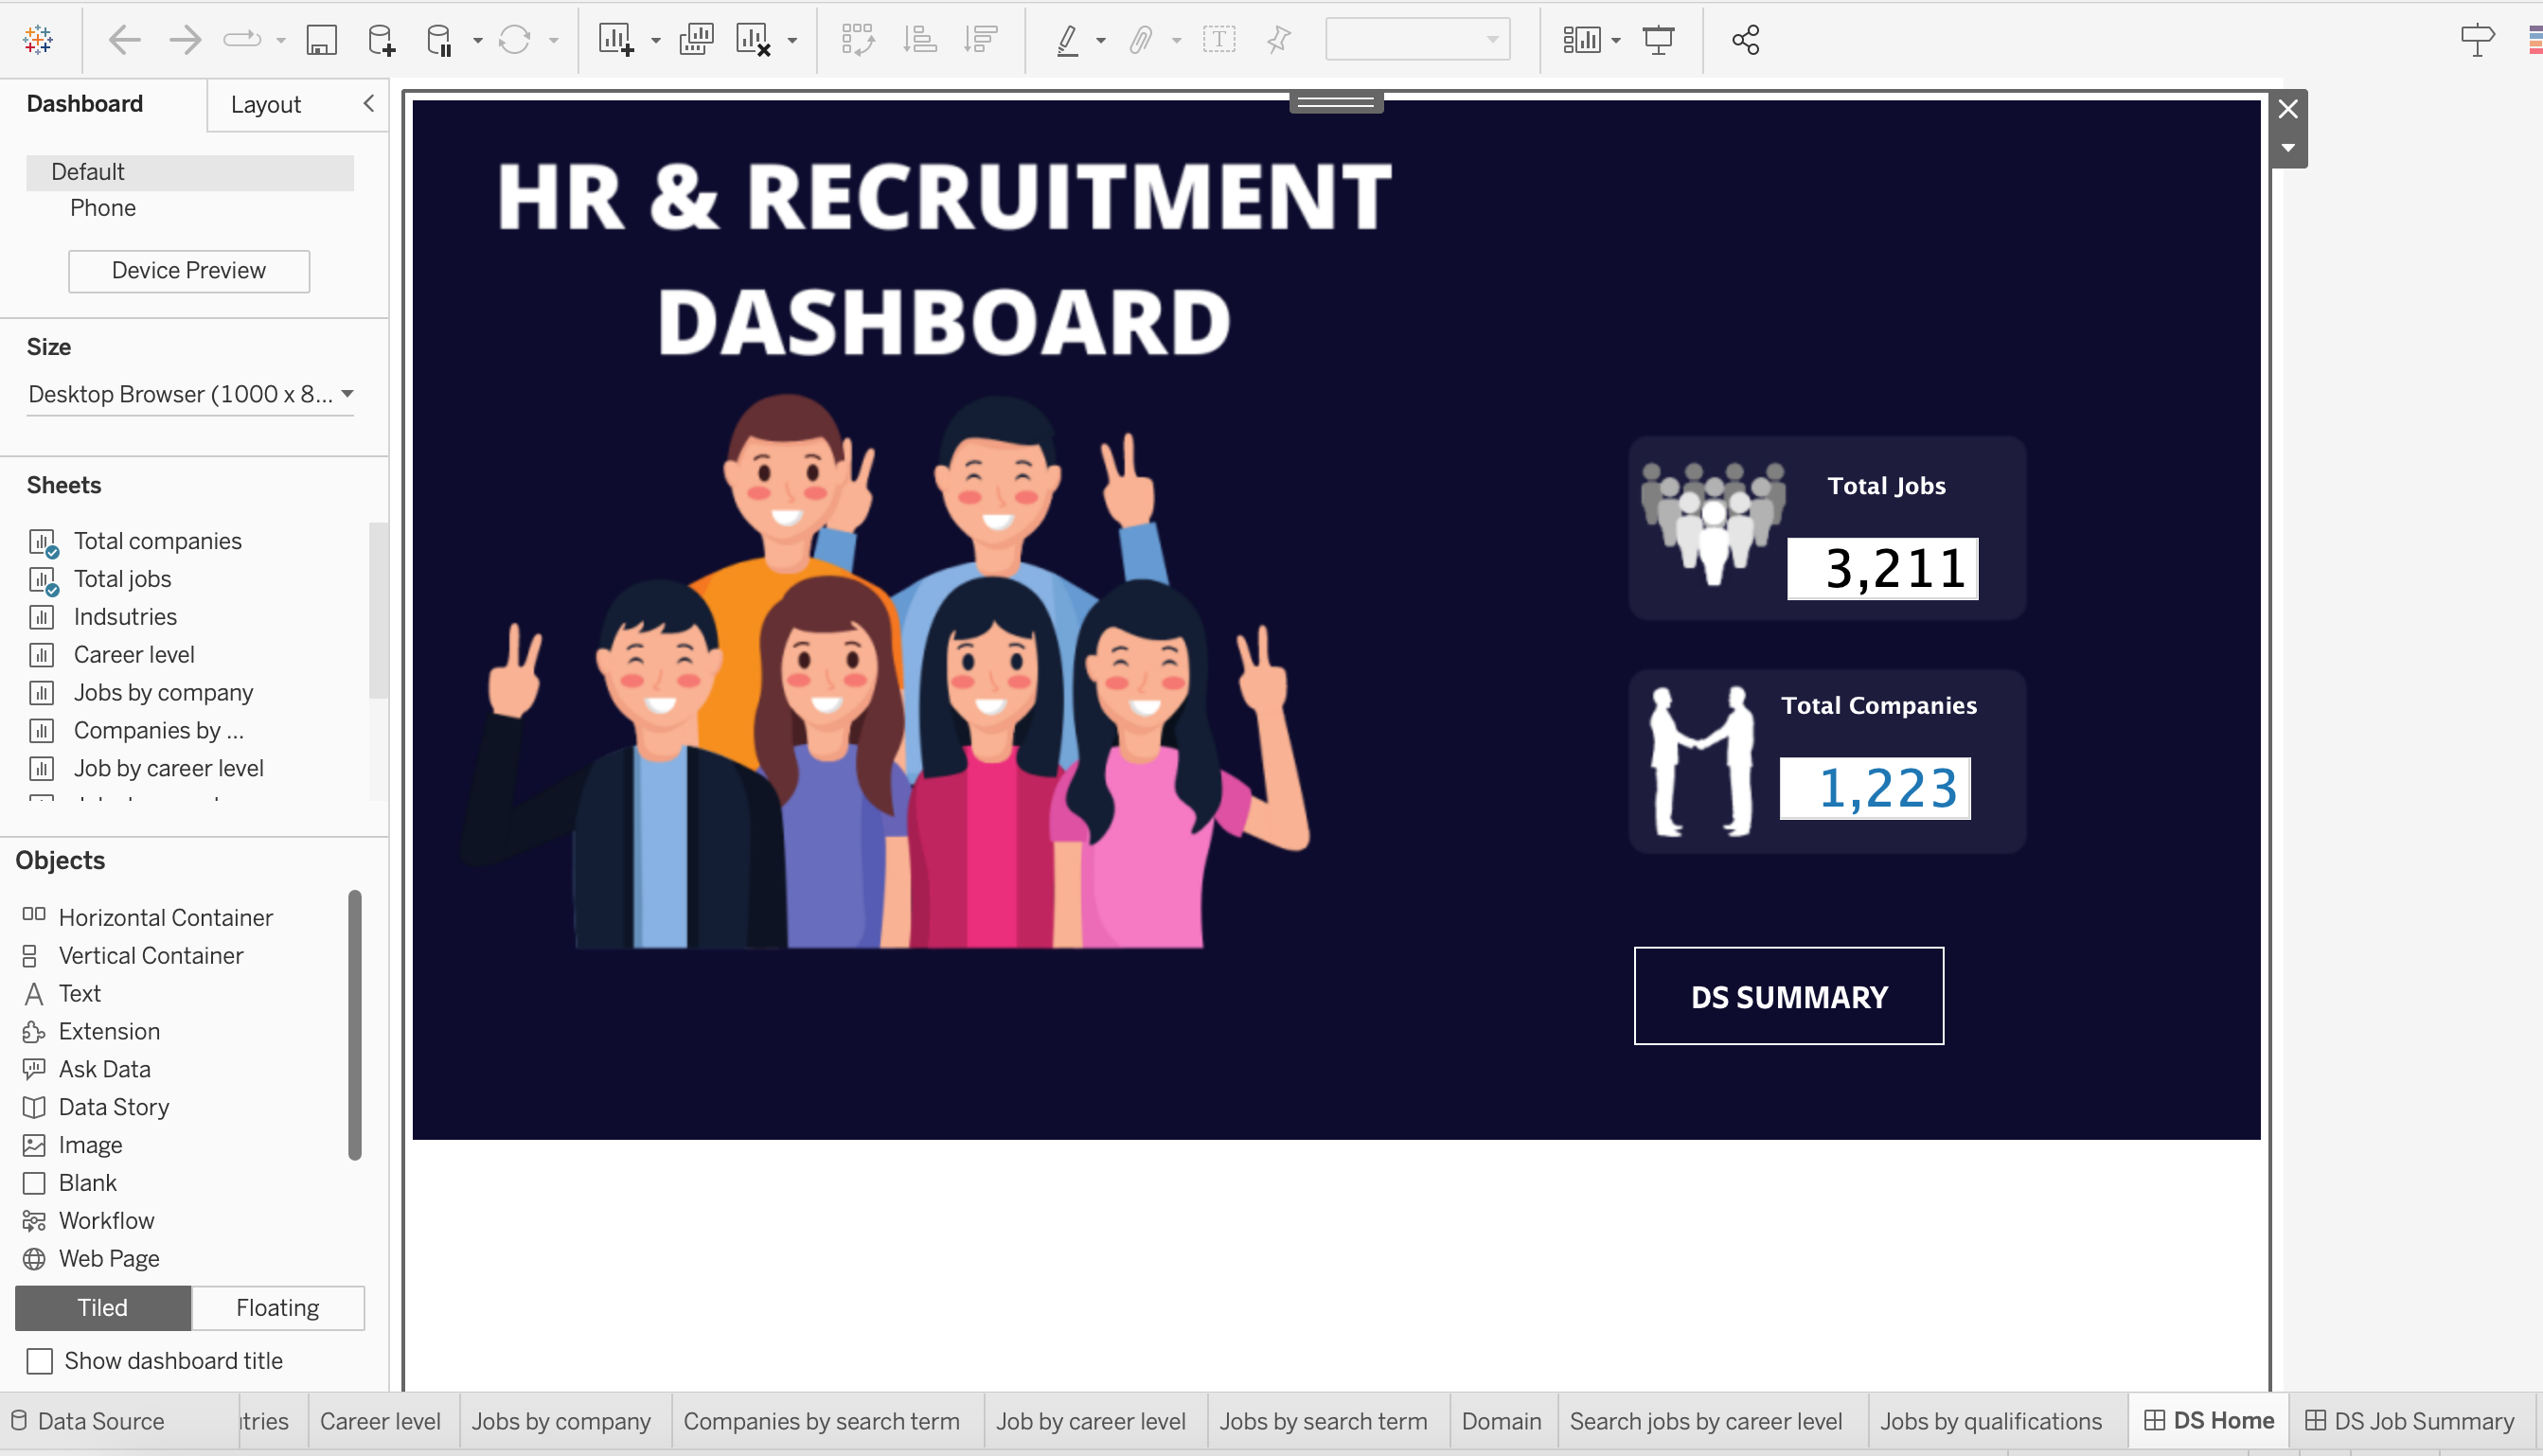 Dashboard
Layout
Default
Phone
Device Preview
Size
Desktop Browser (1000 x 8...
Sheets
Total companies
Total jobs
Indsutries
Career level
Jobs by company
Companies by ...
Job by career level
Objects
Horizontal Container
Vertical Container
Text
Extension
Ask Data
Data Story
Image
Blank
Workflow
Web Page
Tiled
Floating
Show dashboard title
HR & RECRUITMENT
DASHBOARD
Total Jobs
3,211
Total Companies
1,223
DS SUMMARY
Data Source
tries
Career level
Jobs by company
Companies by search term
Job by career level
Jobs by search term
Domain
Search jobs by career level
Jobs by qualifications
DS Home
DS Job Summary